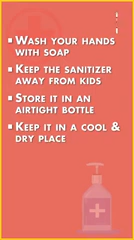 WASH YOUR HANDS
WITH SOAP
KEEP THE SANITIZER
AWAY FROM KIDS
STORE IT IN AN
AIRTIGHT BOTTLE
KEEP IT IN A COOL &
DRY PLACE